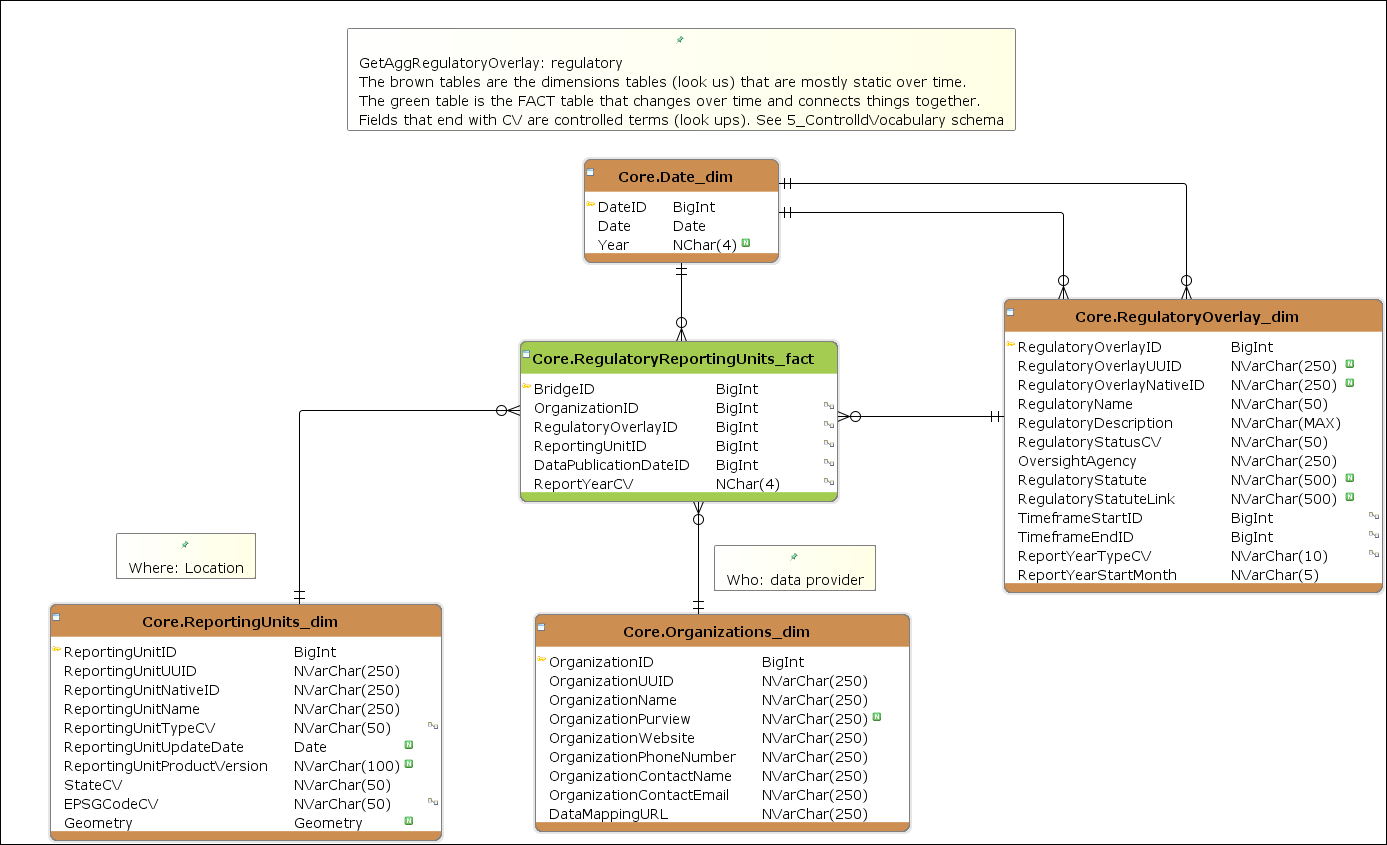 GetAggRegulatoryOverlay: regulatory
The brown tables are the dimensions tables (look us) that are mostly static over time.
The green table is the FACT table that changes over time and connects things together.
Fields that end with CV are controlled terms (look ups). See 5_ControlldVocabulary schema
Core.Date_dim
DateID BigInt
Date Date
Year NChar(4) N
Core.RegulatoryOverlay_dim
RegulatoryOverlayID BigInt
RegulatoryOverlayUUID NVarChar(250) N
RegulatoryOverlayNativeID NVarChar(250) N
RegulatoryName NVarChar(50)
RegulatoryDescription NVarChar(MAX)
RegulatoryStatusCV NVarChar(50)
OversightAgency NVarChar(250)
RegulatoryStatute NVarChar(500) N
RegulatoryStatuteLink NVarChar(500) N
TimeframeStartID BigInt
TimeframeEndID BigInt
ReportYearTypeCV NVarChar(10)
ReportYearStartMonth NVarChar(5)
Core.RegulatoryReportingUnits_fact
BridgeID BigInt
OrganizationID BigInt
RegulatoryOverlayID BigInt
ReportingUnitID BigInt
DataPublicationDateID BigInt
ReportYearCV NChar(4)
Where: Location
Who: data provider
Core.ReportingUnits_dim
ReportingUnitID BigInt
ReportingUnitUUID NVarChar(250)
ReportingUnitNativeID NVarChar(250)
ReportingUnitName NVarChar(250)
ReportingUnitTypeCV NVarChar(50)
ReportingUnitUpdateDate Date N
ReportingUnitProductVersion NVarChar(100) N
StateCV NVarChar(50)
EPSGCodeCV NVarChar(50)
Geometry Geometry N
Core.Organizations_dim
OrganizationID BigInt
OrganizationUUID NVarChar(250)
OrganizationName NVarChar(250)
OrganizationPurview NVarChar(250) N
OrganizationWebsite NVarChar(250)
OrganizationPhoneNumber NVarChar(250)
OrganizationContactName NVarChar(250)
OrganizationContactEmail NVarChar(250)
DataMappingURL NVarChar(250)